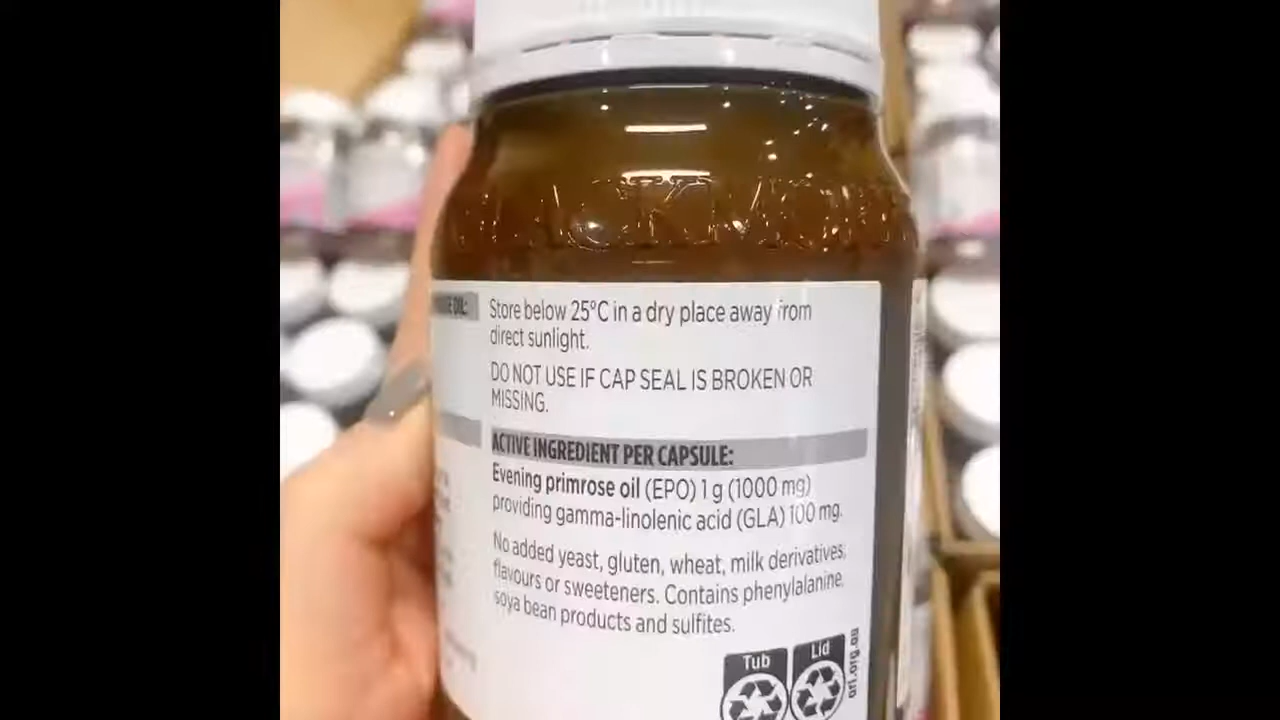 BLACKMORES
Store below 25°C in a dry place away from
direct sunlight.
DO NOT USE IF CAP SEAL IS BROKEN OR
MISSING.
ACTIVE INGREDIENT PER CAPSULE:
Evening primrose oil (EPO) 1 g (1000 mg)
providing gamma-linolenic acid (GLA) 100 mg.
No added yeast, gluten, wheat, milk derivatives,
flavours or sweeteners. Contains phenylalanine,
soya bean products and sulfites.
Tub
Lid
arl.org.au